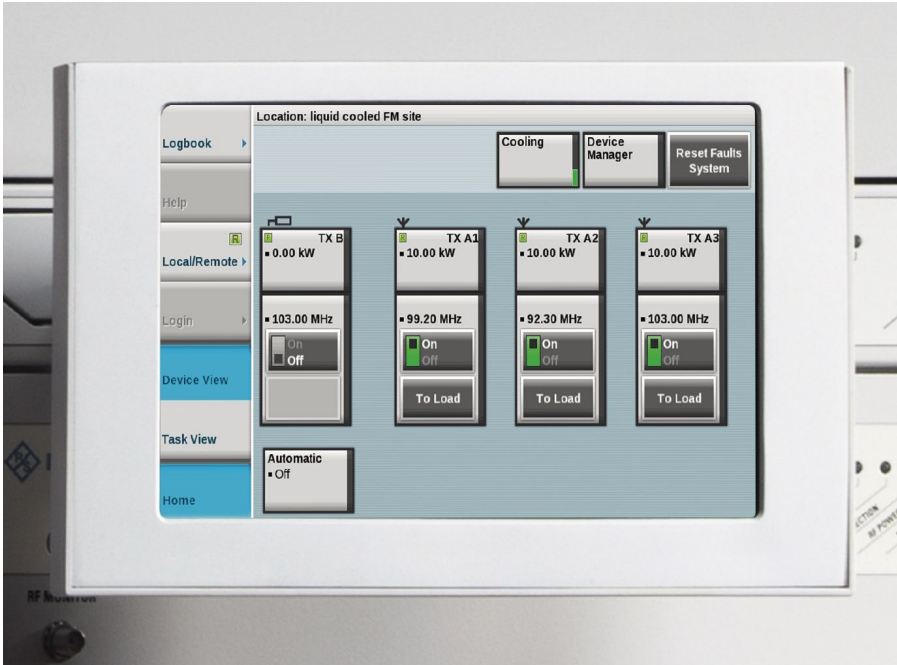 Location: liquid cooled FM site
Logbook
Help
R
Local/Remote
Login
Device View
Task View
Home
Cooling
Device
Manager
Reset Faults
System
R TX B
0.00 kW
103.00 MHz
On
Off
R TX A1
10.00 kW
99.20 MHz
On
Off
To Load
R TX A2
10.00 kW
92.30 MHz
On
Off
To Load
R TX A3
10.00 kW
103.00 MHz
On
Off
To Load
Automatic
Off
RF MONITOR
RF POWER